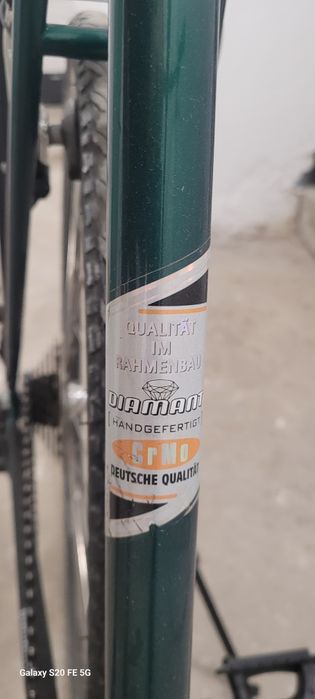 QUALITÄT
IM
RAHMENBAU
DIAMANT
[HANDGEFERTIGT]
CrMo
DEUTSCHE QUALITÄT
Galaxy S20 FE 5G